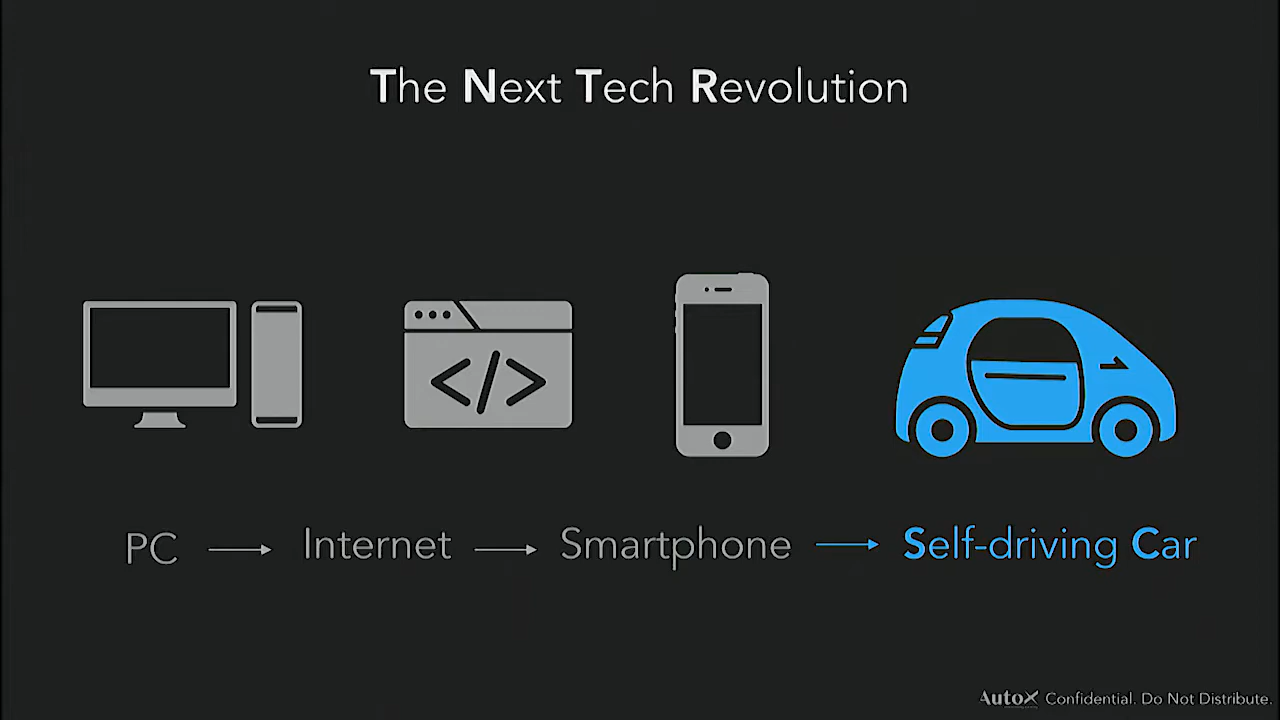 The Next Tech Revolution
</>
PC → Internet → Smartphone → Self-driving Car
AutoX Confidential. Do Not Distribute.